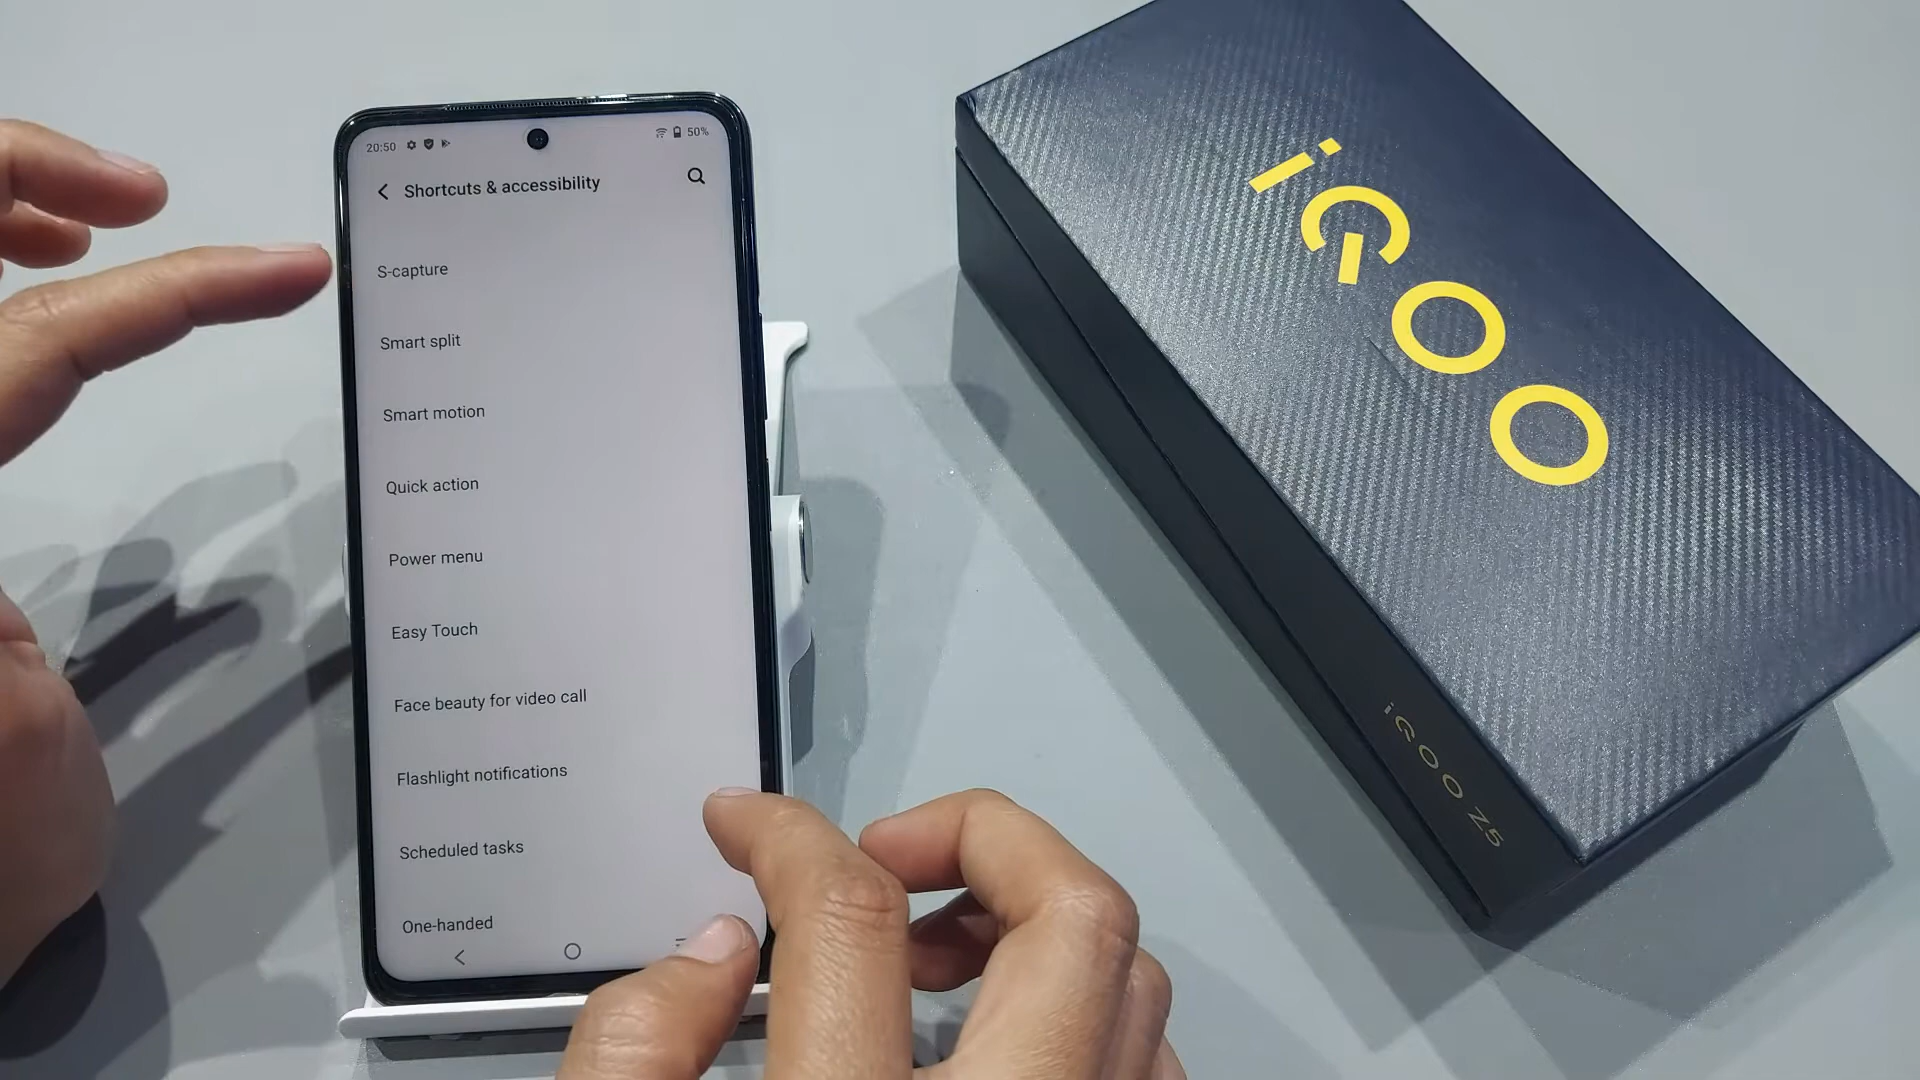 20:50
50%
Shortcuts & accessibility
S-capture
Smart split
Smart motion
Quick action
Power menu
Easy Touch
Face beauty for video call
Flashlight notifications
Scheduled tasks
One-handed
iQOO
iQOO Z5